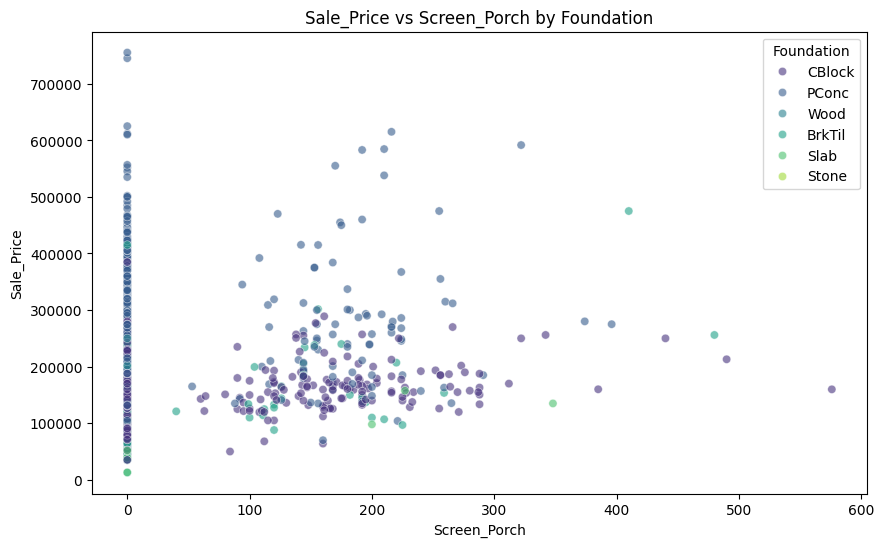 Sale_Price vs Screen_Porch by Foundation
Foundation
CBlock
PConc
Wood
BrkTil
Slab
Stone
700000
600000
500000
400000
300000
200000
100000
0
Sale_Price
0 100 200 300 400 500 600
Screen_Porch